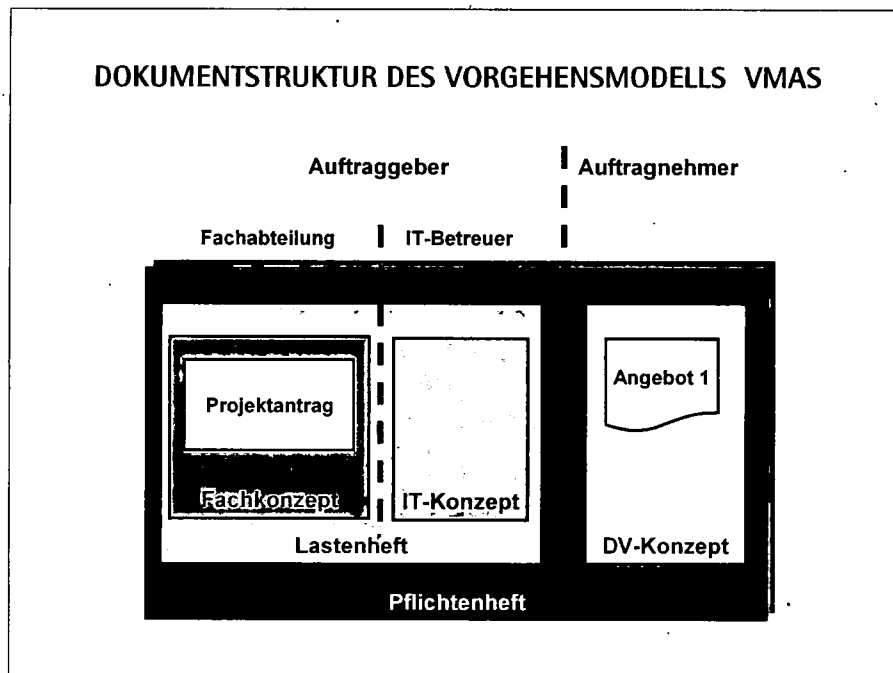 DOKUMENTSTRUKTUR DES VORGEHENSMODELLS VMAS
Auftraggeber
Auftragnehmer
Fachabteilung
IT-Betreuer
Projektantrag
Angebot 1
Fachkonzept
IT-Konzept
Lastenheft
DV-Konzept
Pflichtenheft